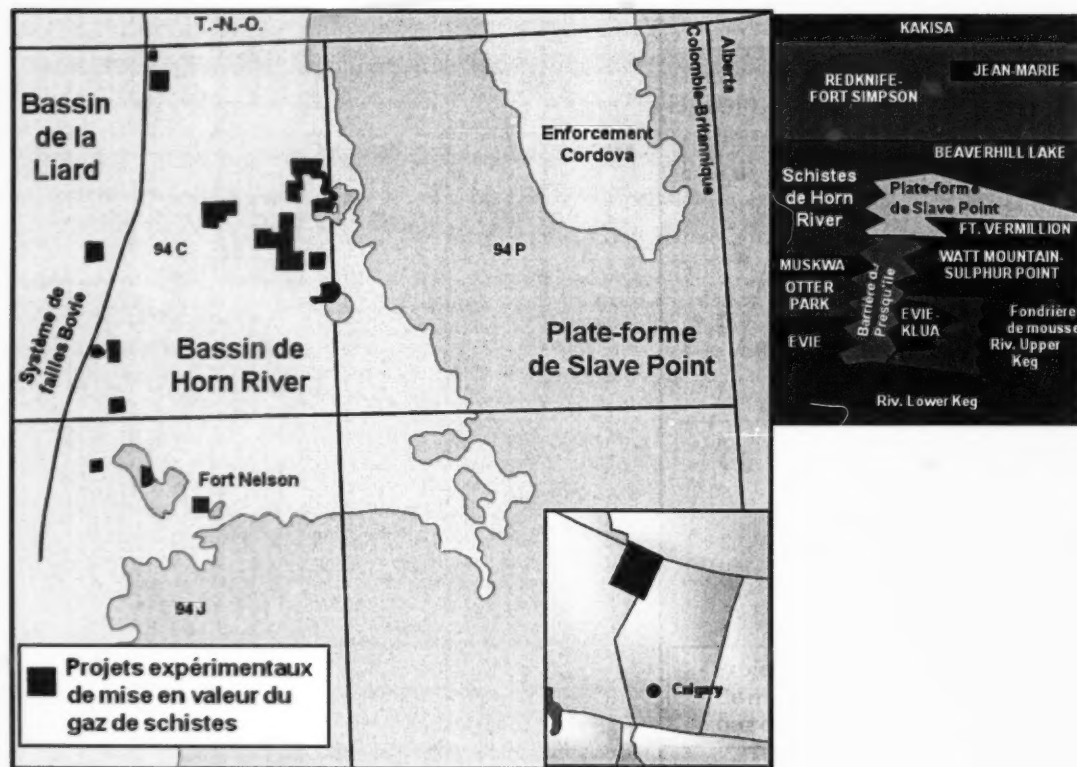 T.-N.-O.
Bassin
de la
Liard
Enforcement
Cordova
Colombie-Britannique
Alberta
94 C
94 P
Système de
failles Bovie
Bassin de
Horn River
Plate-forme
de Slave Point
Fort Nelson
94 J
Projets expérimentaux
de mise en valeur du
gaz de schistes
Calgary
KAKISA
JEAN-MARIE
REDKNIFE-
FORT SIMPSON
BEAVERHILL LAKE
Schistes
de Horn
River
Plate-forme
de Slave Point
FT. VERMILLION
MUSKWA
OTTER
PARK
WATT MOUNTAIN-
SULPHUR POINT
Barrière de
Presqu'île
EVIE
EVIE-
KLUA
Fondrière
de mousse
Riv. Upper
Keg
Riv. Lower Keg